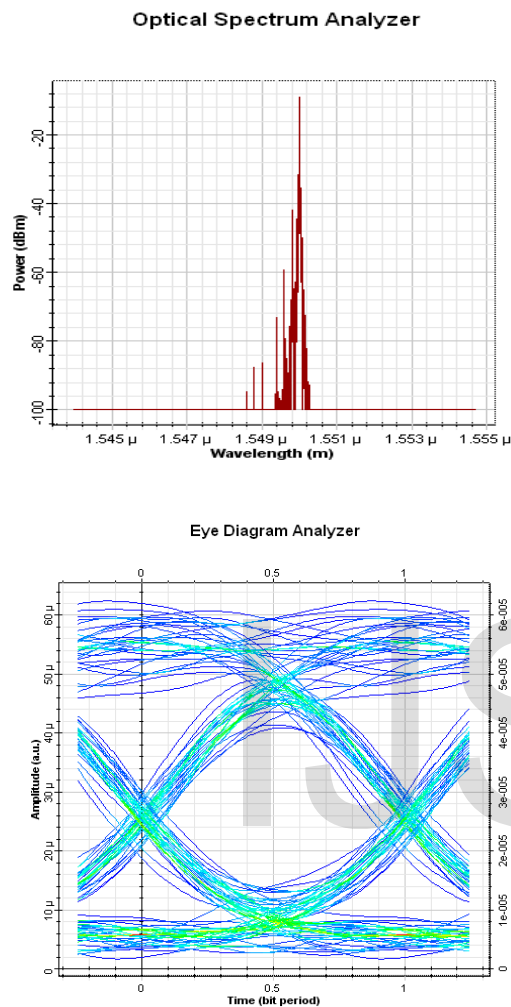 Optical Spectrum Analyzer
Power (dBm)
-20
-40
-60
-80
-100
1.545 µ 1.547 µ 1.549 µ 1.551 µ 1.553 µ 1.555 µ
Wavelength (m)
Eye Diagram Analyzer
0 0.5 1
Amplitude (a.u.)
60 µ
50 µ
40 µ
30 µ
20 µ
10 µ
0
6e-005
5e-005
4e-005
3e-005
2e-005
1e-005
0
IJS
0 0.5 1
Time (bit period)